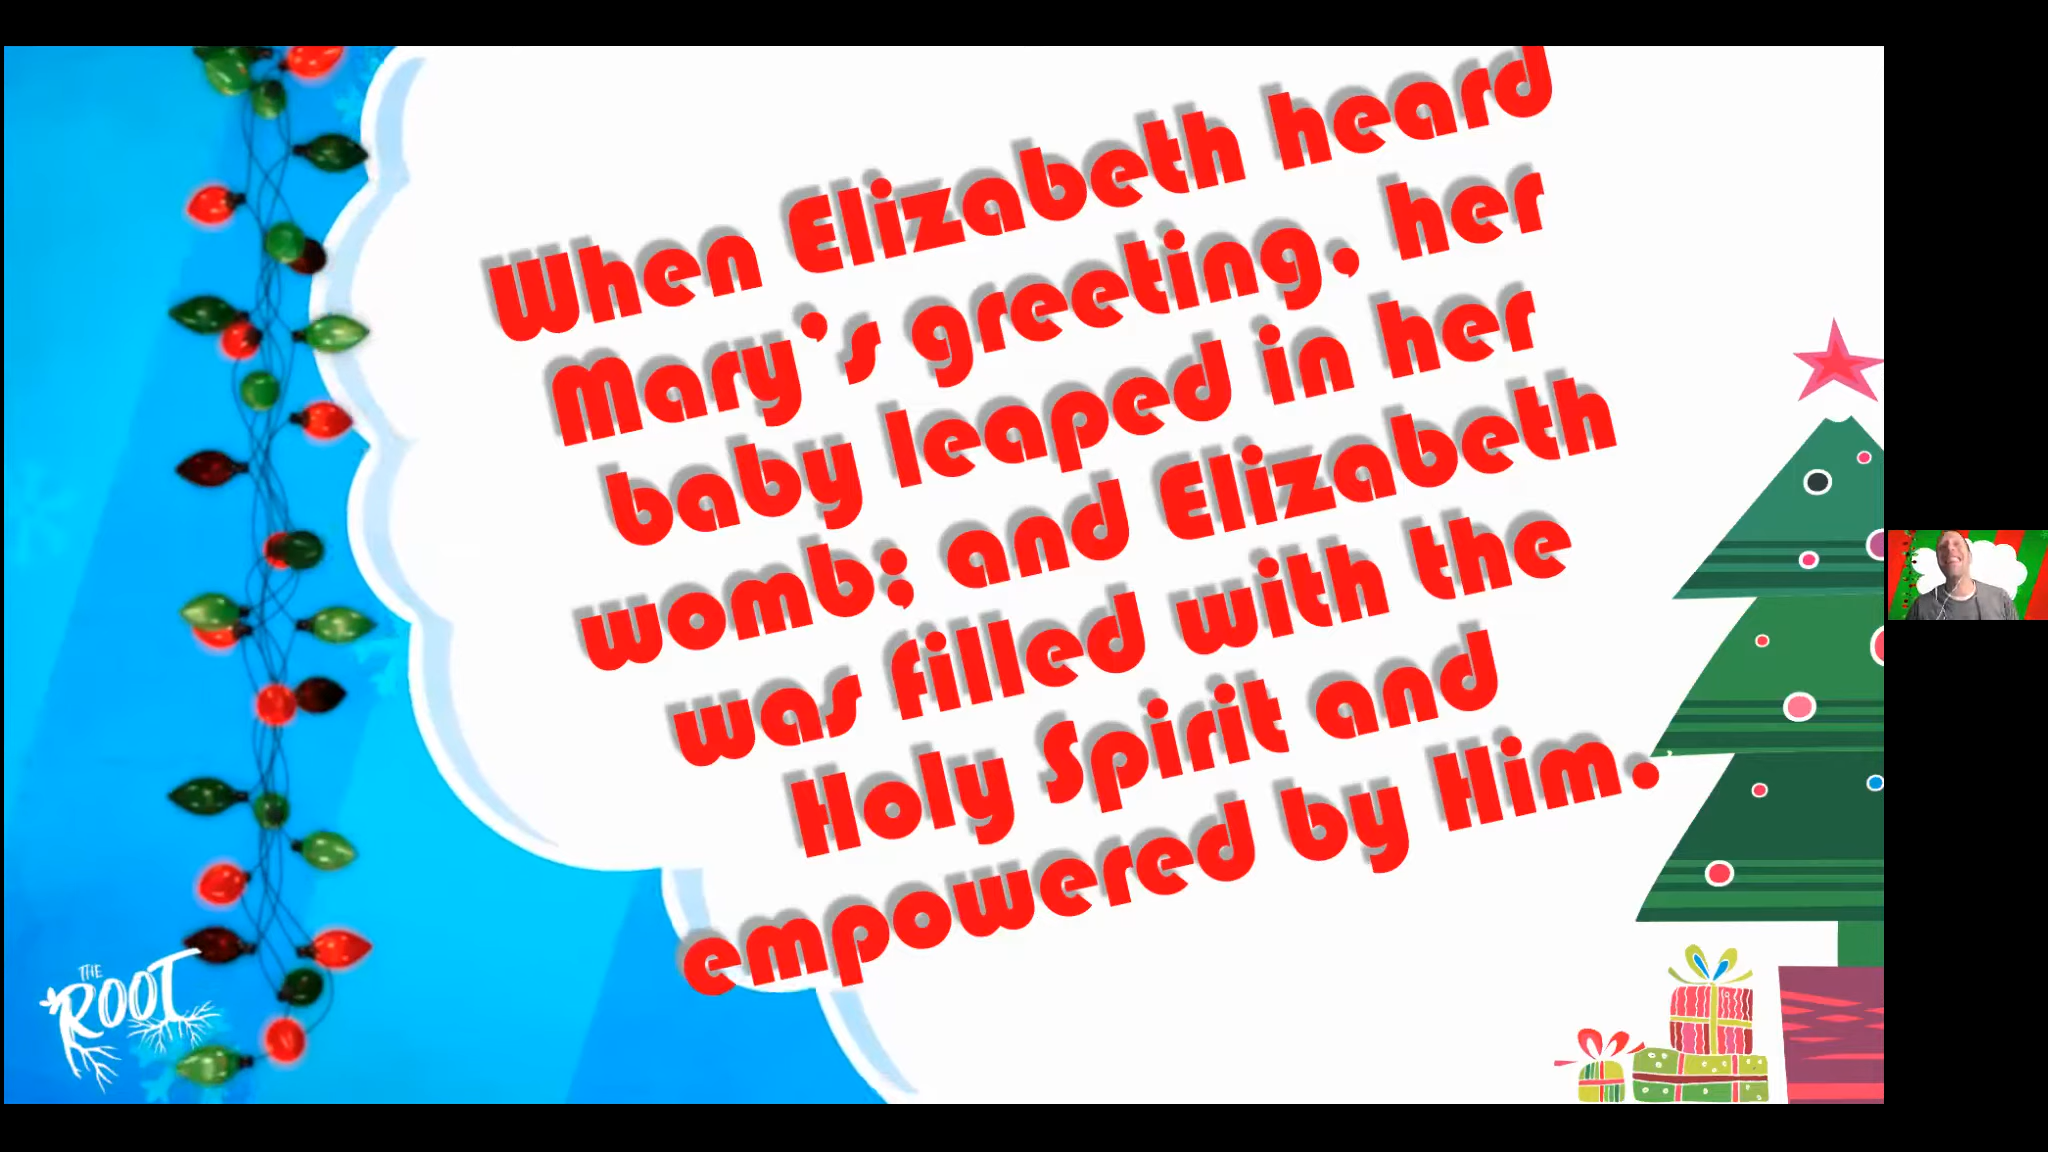 When Elizabeth heard
Mary's greeting, her
baby leaped in her
womb; and Elizabeth
was filled with the
Holy Spirit and
empowered by Him.
THE
ROOT